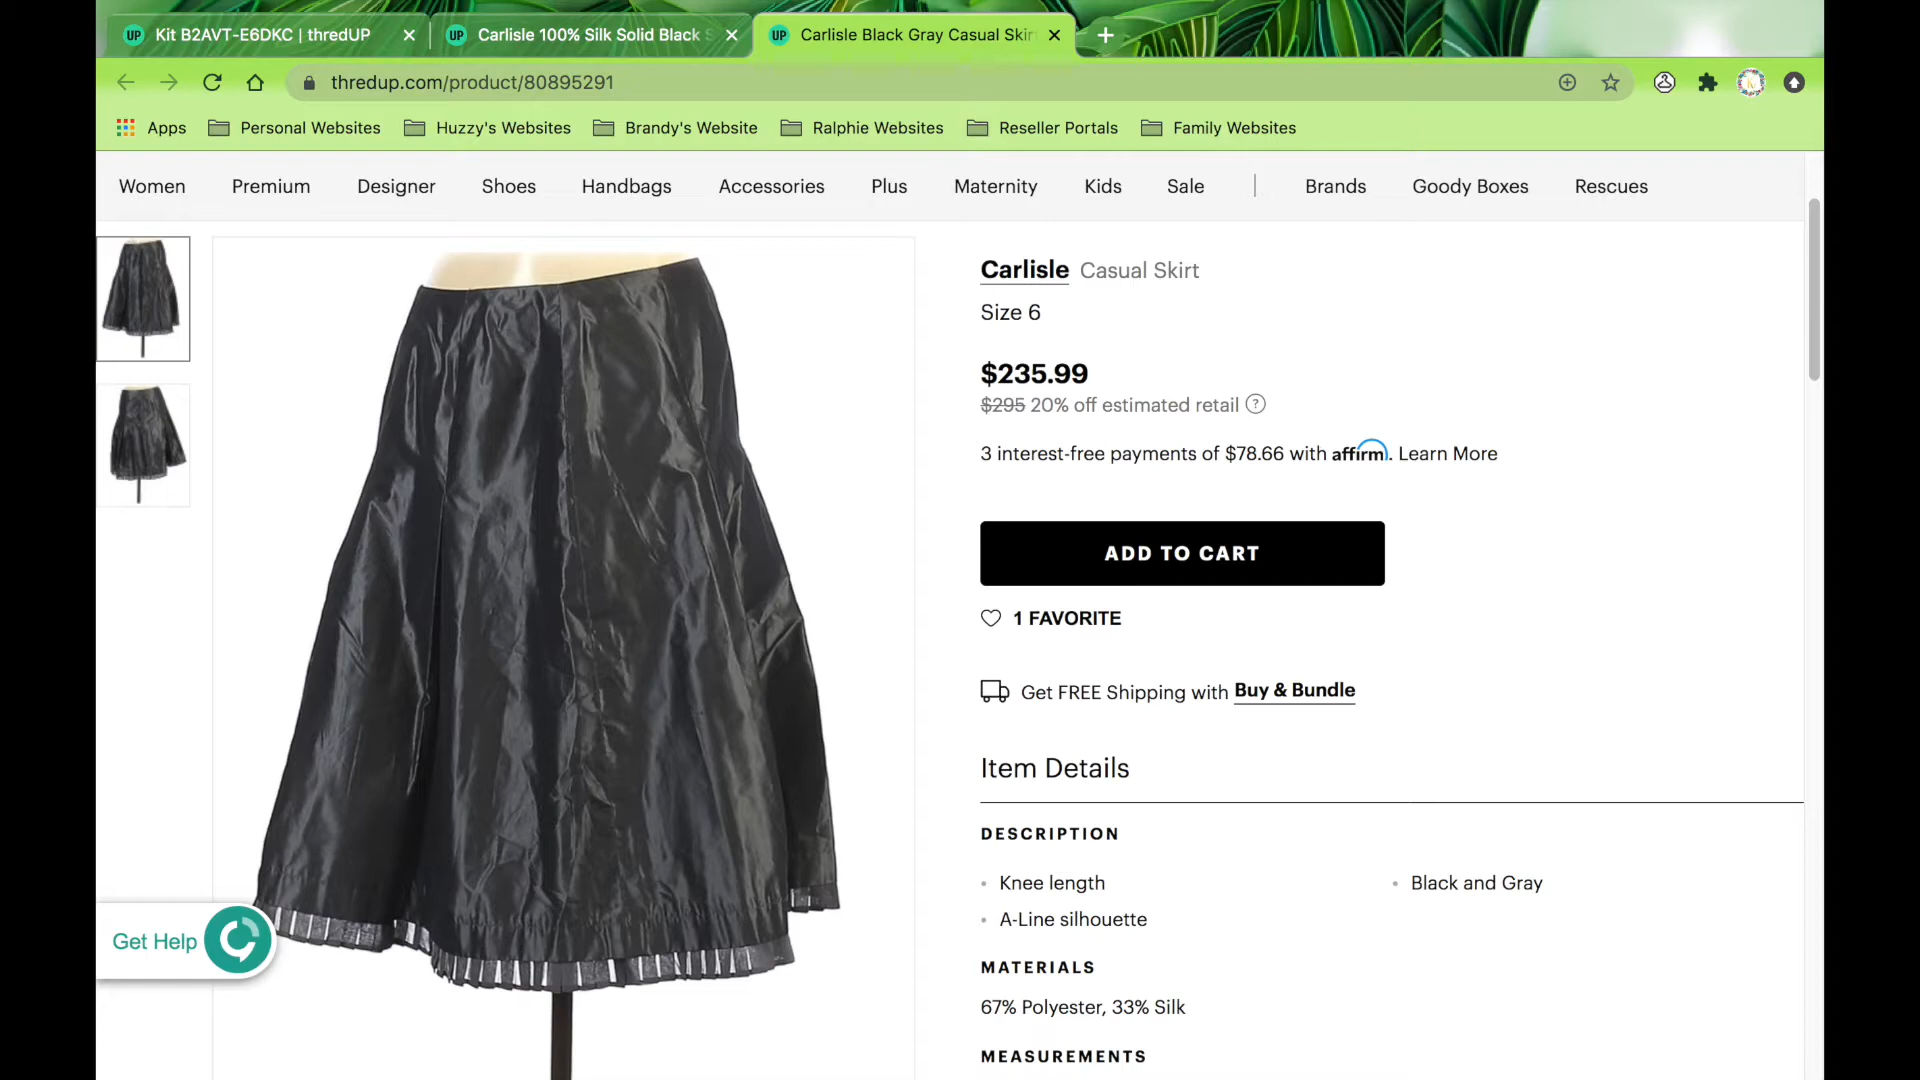 UP Kit B2AVT-E6DKC | thredUP
UP Carlisle 100% Silk Solid Black S
UP Carlisle Black Gray Casual Skir
thredup.com/product/80895291
Apps Personal Websites Huzzy's Websites Brandy's Website Ralphie Websites Reseller Portals Family Websites
Women Premium Designer Shoes Handbags Accessories Plus Maternity Kids Sale | Brands Goody Boxes Rescues
Carlisle Casual Skirt
Size 6
$235.99
$295 20% off estimated retail ?
3 interest-free payments of $78.66 with affirm. Learn More
ADD TO CART
1 FAVORITE
Get FREE Shipping with Buy & Bundle
Item Details
DESCRIPTION
• Knee length
• Black and Gray
• A-Line silhouette
MATERIALS
67% Polyester, 33% Silk
MEASUREMENTS
Get Help